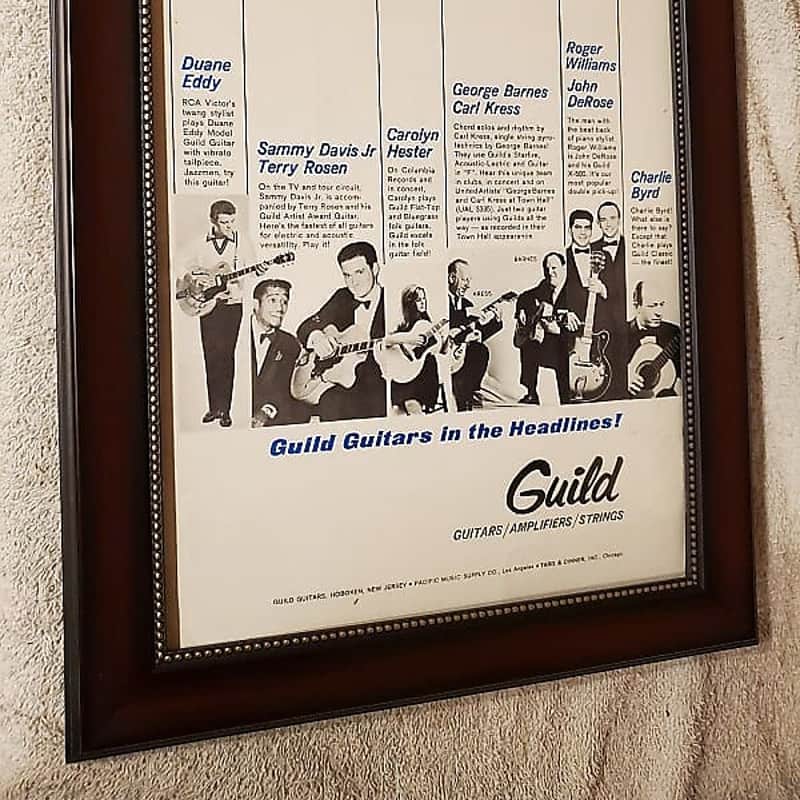 Duane
Eddy
RCA Victor's
twang stylist
plays Duane
Eddy Model
Guild Guitar
with vibrato
tailpiece.
Jazzmen, try
this guitar!
Sammy Davis Jr
Terry Rosen
On the TV and tour circuit,
Sammy Davis Jr. is accom-
panied by Terry Rosen and his
Guild Artist Award Guitar.
Here's the fastest of all guitars
for electric and acoustic
versatility. Play it!
Carolyn
Hester
On Columbia
Records and
in concert,
Carolyn plays
Guild Flat-Top
and Bluegrass
folk guitars.
Guild excels
in the folk
guitar field!
George Barnes
Carl Kress
Chord solos and rhythm by
Carl Kress, single string pyro-
technics by George Barnes!
They use Guild's Starfire,
Acoustic-Lectric and Guitar
in "F". Hear this unique team
in clubs, in concert and on
United Artists' "George Barnes
and Carl Kress at Town Hall"
(UAL 3335). Just two guitar
players using Guilds all the
way — as recorded in their
Town Hall appearance.
Roger
Williams
John
DeRose
The man with
the beat back
of piano stylist
Roger Williams
is John DeRose
and his Guild
X-500. It's our
most popular
double pick-up!
Charlie
Byrd
Charlie Byrd!
What else is
there to say?
Except that
Charlie plays
Guild Classic
— the finest!
KRESS
BARNES
Guild Guitars in the Headlines!
Guild
GUITARS/AMPLIFIERS/STRINGS
GUILD GUITARS, HOBOKEN, NEW JERSEY • PACIFIC MUSIC SUPPLY CO., Los Angeles • TARG & DINNER, INC., Chicago